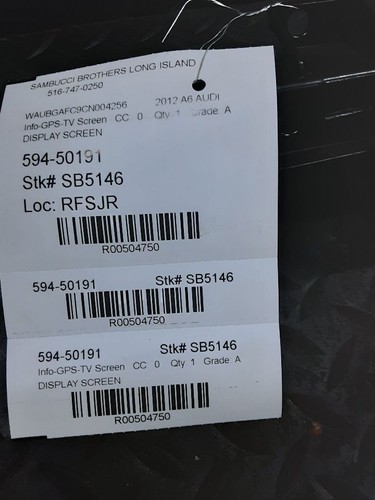 SAMBUCCI BROTHERS LONG ISLAND
516-747-0250
WAUBGAFC9CN004256 2012 A6 AUDI
Info-GPS-TV Screen CC 0 Qty 1 Grade: A
DISPLAY SCREEN
594-50191
Stk# SB5146
Loc: RFSJR
R00504750
594-50191 Stk# SB5146
R00504750
594-50191 Stk# SB5146
Info-GPS-TV Screen CC 0 Qty 1 Grade: A
DISPLAY SCREEN
R00504750